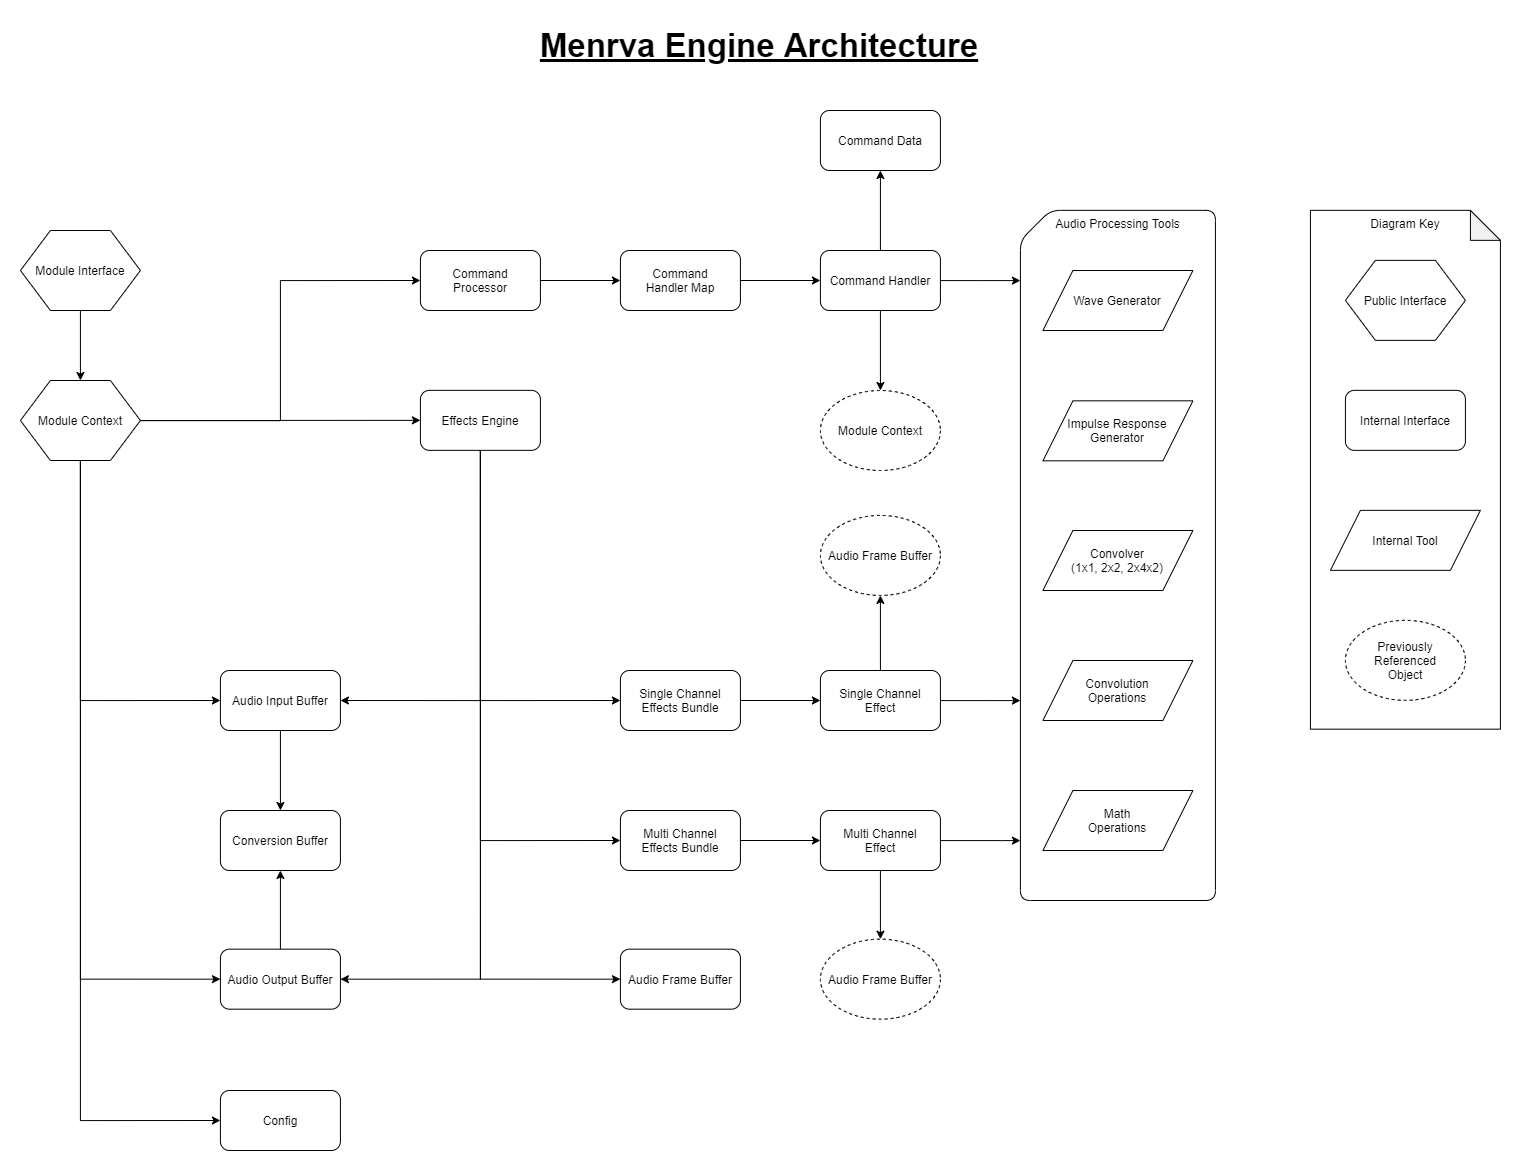 Menrva Engine Architecture
Command Data
Module Interface
Command
Processor
Command
Handler Map
Command Handler
Module Context
Effects Engine
Module Context
Audio Frame Buffer
Audio Input Buffer
Single Channel
Effects Bundle
Single Channel
Effect
Conversion Buffer
Multi Channel
Effects Bundle
Multi Channel
Effect
Audio Output Buffer
Audio Frame Buffer
Audio Frame Buffer
Config
Audio Processing Tools
Wave Generator
Impulse Response
Generator
Convolver
(1x1, 2x2, 2x4x2)
Convolution
Operations
Math
Operations
Diagram Key
Public Interface
Internal Interface
Internal Tool
Previously
Referenced
Object